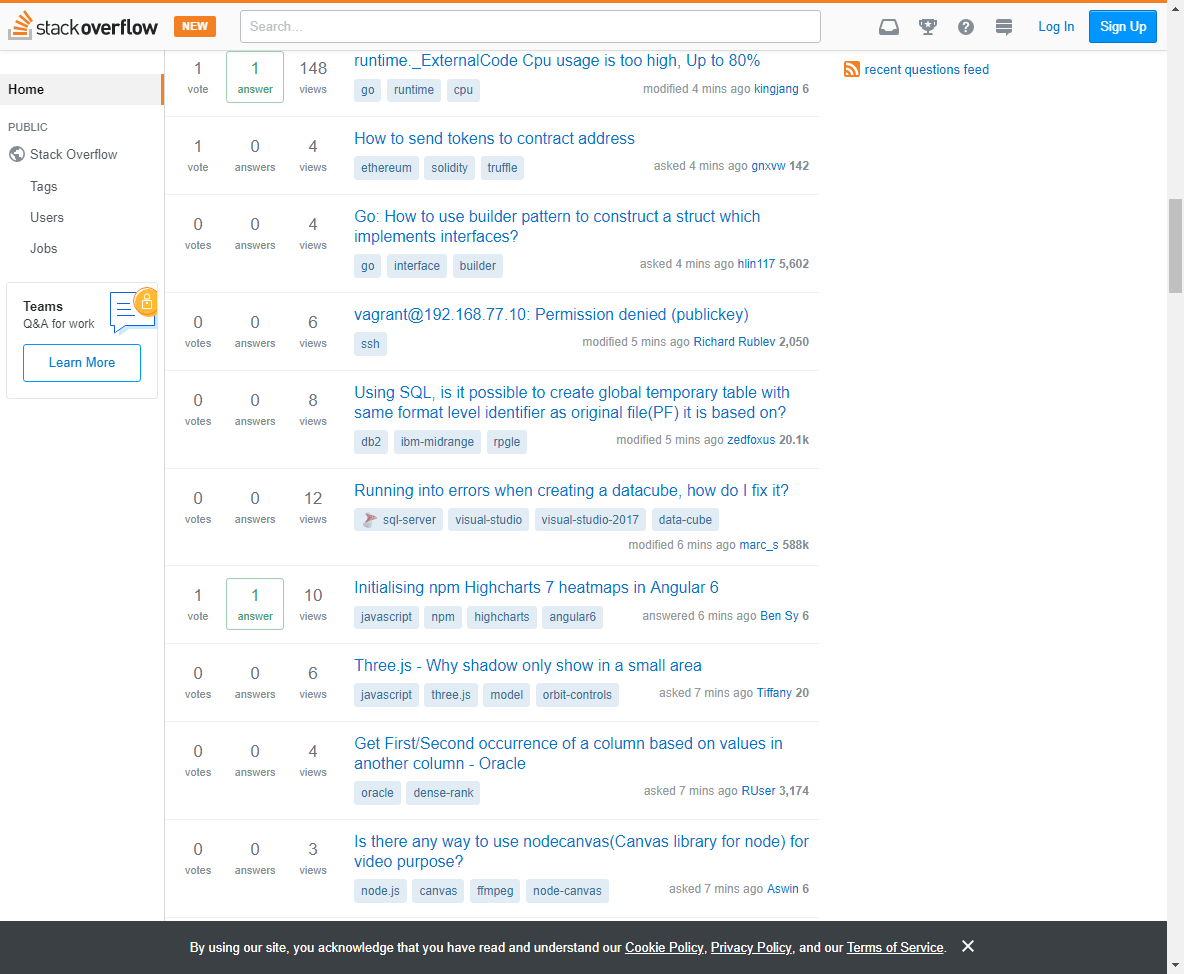 stackoverflow NEW Search... Log In Sign Up
Home
PUBLIC
Stack Overflow
Tags
Users
Jobs
Teams
Q&A for work
Learn More
1 vote 1 answer 148 views
runtime._ExternalCode Cpu usage is too high, Up to 80%
go runtime cpu
modified 4 mins ago kingjang 6
1 vote 0 answers 4 views
How to send tokens to contract address
ethereum solidity truffle
asked 4 mins ago gnxvw 142
0 votes 0 answers 4 views
Go: How to use builder pattern to construct a struct which
implements interfaces?
go interface builder
asked 4 mins ago hlin117 5,602
0 votes 0 answers 6 views
vagrant@192.168.77.10: Permission denied (publickey)
ssh
modified 5 mins ago Richard Rublev 2,050
0 votes 0 answers 8 views
Using SQL, is it possible to create global temporary table with
same format level identifier as original file(PF) it is based on?
db2 ibm-midrange rpgle
modified 5 mins ago zedfoxus 20.1k
0 votes 0 answers 12 views
Running into errors when creating a datacube, how do I fix it?
sql-server visual-studio visual-studio-2017 data-cube
modified 6 mins ago marc_s 588k
1 vote 1 answer 10 views
Initialising npm Highcharts 7 heatmaps in Angular 6
javascript npm highcharts angular6
answered 6 mins ago Ben Sy 6
0 votes 0 answers 6 views
Three.js - Why shadow only show in a small area
javascript three.js model orbit-controls
asked 7 mins ago Tiffany 20
0 votes 0 answers 4 views
Get First/Second occurrence of a column based on values in
another column - Oracle
oracle dense-rank
asked 7 mins ago RUser 3,174
0 votes 0 answers 3 views
Is there any way to use nodecanvas(Canvas library for node) for
video purpose?
node.js canvas ffmpeg node-canvas
asked 7 mins ago Aswin 6
recent questions feed
By using our site, you acknowledge that you have read and understand our Cookie Policy, Privacy Policy, and our Terms of Service.